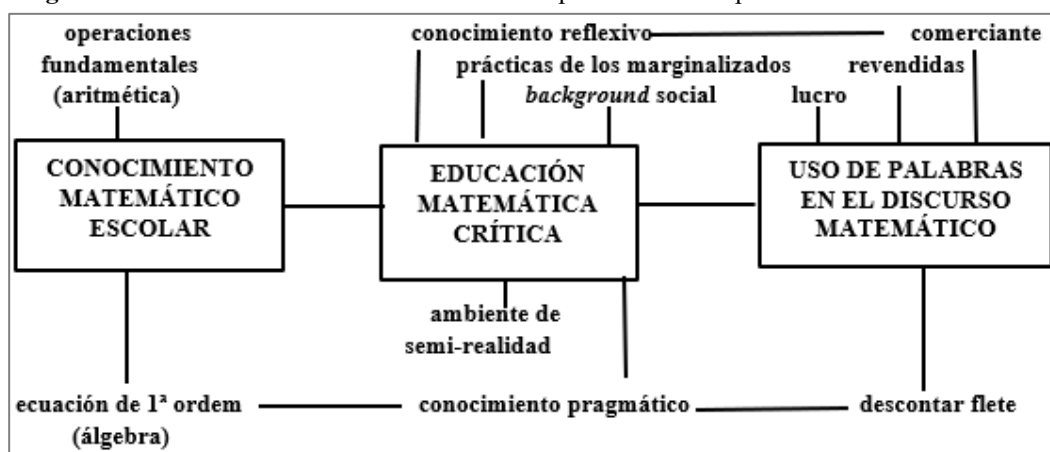 operaciones
fundamentales
(aritmética)
conocimiento reflexivo
comerciante
prácticas de los marginalizados
revendidas
background social
lucro
CONOCIMIENTO
MATEMÁTICO
ESCOLAR
EDUCACIÓN
MATEMÁTICA
CRÍTICA
USO DE PALABRAS
EN EL DISCURSO
MATEMÁTICO
ambiente de
semi-realidad
ecuación de 1ª ordem
(álgebra)
conocimiento pragmático
descontar flete